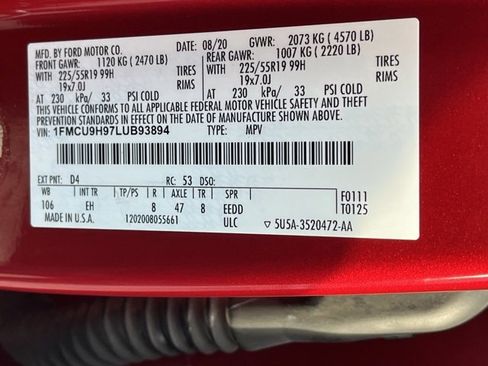 MFD. BY FORD MOTOR CO. 08/20 GVWR: 2073 KG ( 4570 LB)
FRONT GAWR: 1120 KG ( 2470 LB) REAR GAWR: 1007 KG ( 2220 LB)
WITH 225/55R19 99H TIRES WITH 225/55R19 99H TIRES
19x7.0J RIMS 19x7.0J RIMS
AT 230 kPa/ 33 PSI COLD AT 230 kPa/ 33 PSI COLD
THIS VEHICLE CONFORMS TO ALL APPLICABLE FEDERAL MOTOR VEHICLE SAFETY AND THEFT PREVENTION STANDARDS IN EFFECT ON THE
DATE OF MANUFACTURE SHOWN ABOVE.
VIN: 1FMCU9H97LUB93894 TYPE: MPV
EXT PNT: D4 RC: 53 DSO:
WB INT TR TP/PS R AXLE TR SPR F0111
106 EH 8 47 8 EEDD T0125
MADE IN U.S.A. 1202008055661 ULC 5U5A-3520472-AA